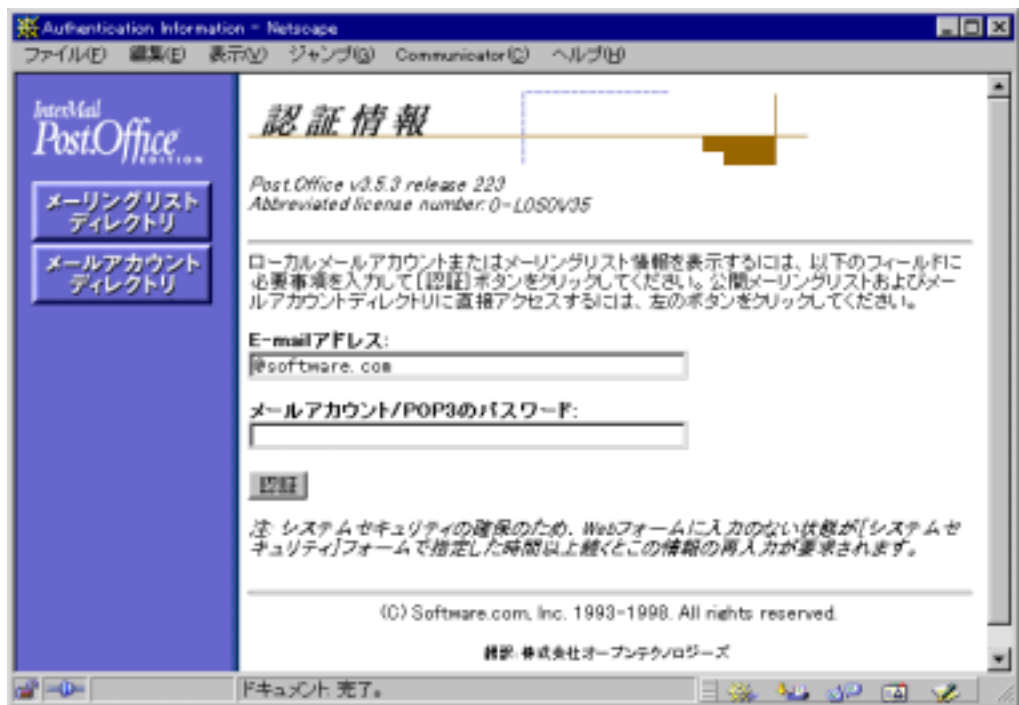 Authentication Information - Netscape
ファイル(F) 編集(E) 表示(V) ジャンプ(G) Communicator(C) ヘルプ(H)
InterMail
Post.Office
EDITION
メーリングリスト
ディレクトリ
メールアカウント
ディレクトリ
認証情報
Post.Office v3.5.3 release 223
Abbreviated license number: 0-LOSOV35
ローカルメールアカウントまたはメーリングリスト情報を表示するには、以下のフィールドに
必要事項を入力して[認証]ボタンをクリックしてください。公開メーリングリストおよびメー
ルアカウントディレクトリに直接アクセスするには、左のボタンをクリックしてください。
E-mailアドレス:
@software.com
メールアカウント/POP3のパスワード:
認証
注: システムセキュリティの確保のため、Webフォームに入力のない状態が[システムセ
キュリティ]フォームで指定した時間以上続くとこの情報の再入力が要求されます。
(C) Software.com, Inc. 1993-1998. All rights reserved.
翻訳: 株式会社オープンテクノロジーズ
ドキュメント: 完了。